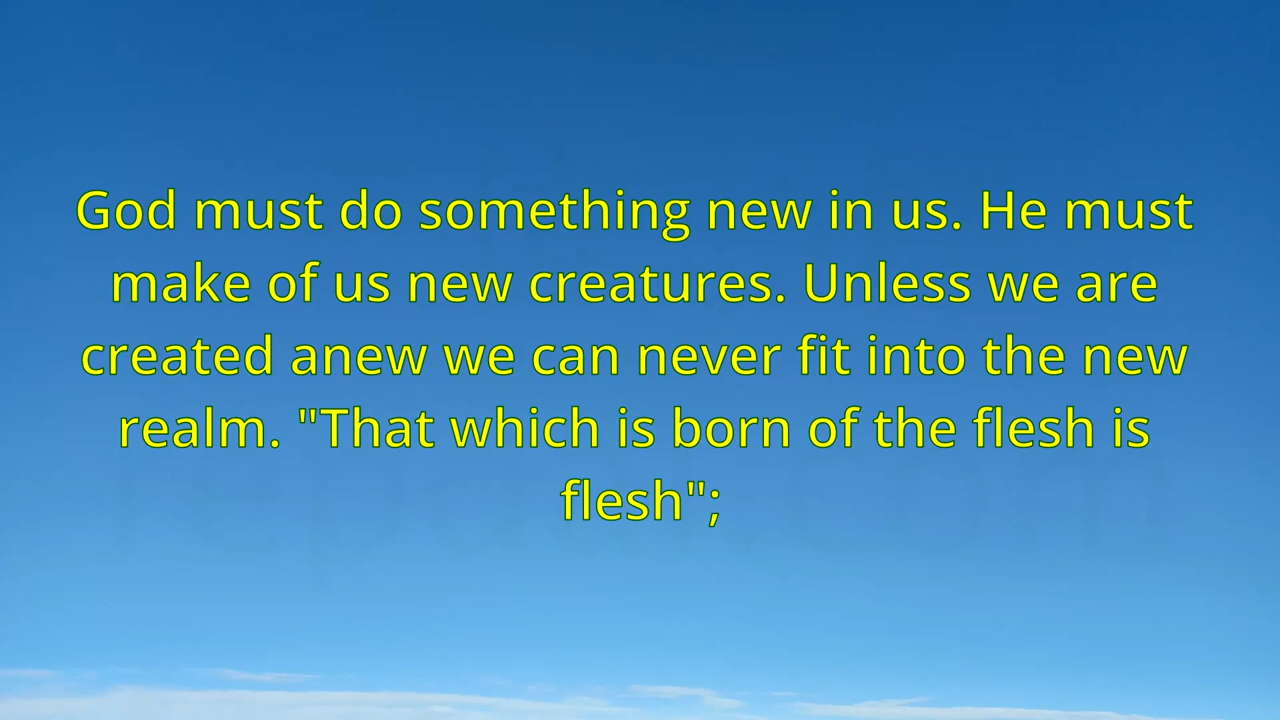 God must do something new in us. He must
make of us new creatures. Unless we are
created anew we can never fit into the new
realm. "That which is born of the flesh is
flesh";